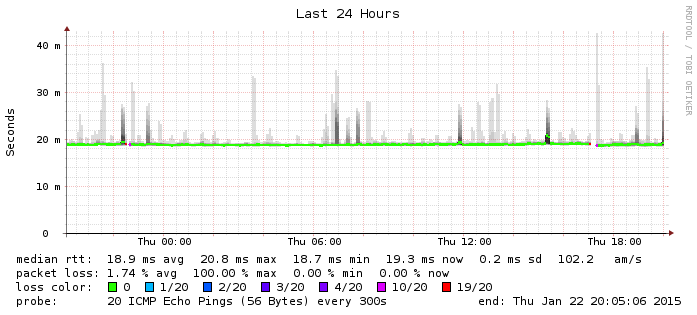 Last 24 Hours
RRDTOOL / TOBI OETIKER
Seconds
40 m
30 m
20 m
10 m
0
Thu 00:00 Thu 06:00 Thu 12:00 Thu 18:00
median rtt: 18.9 ms avg 20.8 ms max 18.7 ms min 19.3 ms now 0.2 ms sd 102.2 am/s
packet loss: 1.74 % avg 100.00 % max 0.00 % min 0.00 % now
loss color: 0 1/20 2/20 3/20 4/20 10/20 19/20
probe: 20 ICMP Echo Pings (56 Bytes) every 300s end: Thu Jan 22 20:05:06 2015